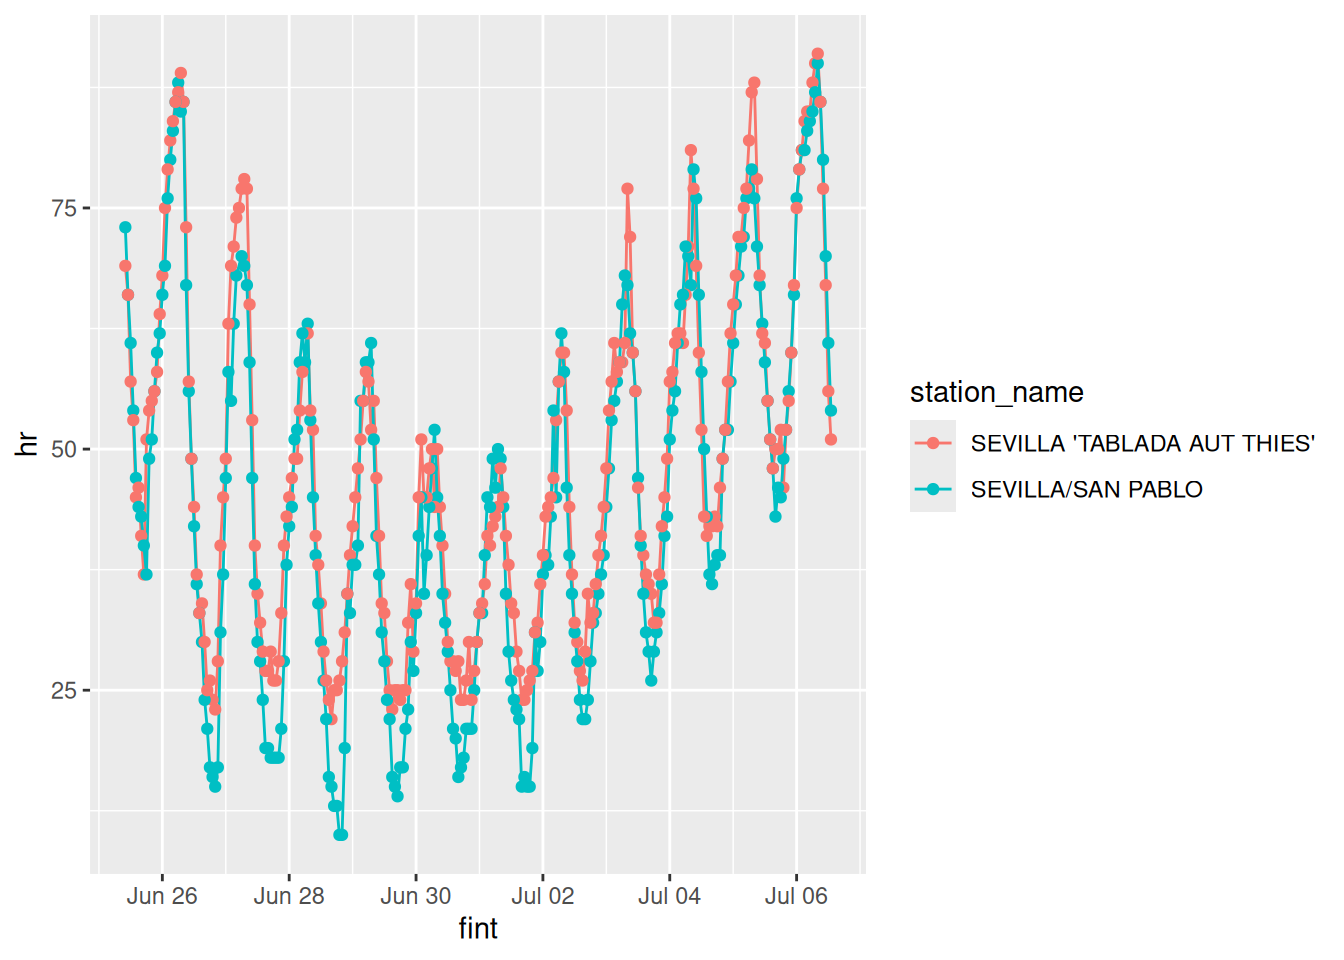 75
50
25
hr
Jun 26 Jun 28 Jun 30 Jul 02 Jul 04 Jul 06
fint
station_name
SEVILLA 'TABLADA AUT THIES'
SEVILLA/SAN PABLO